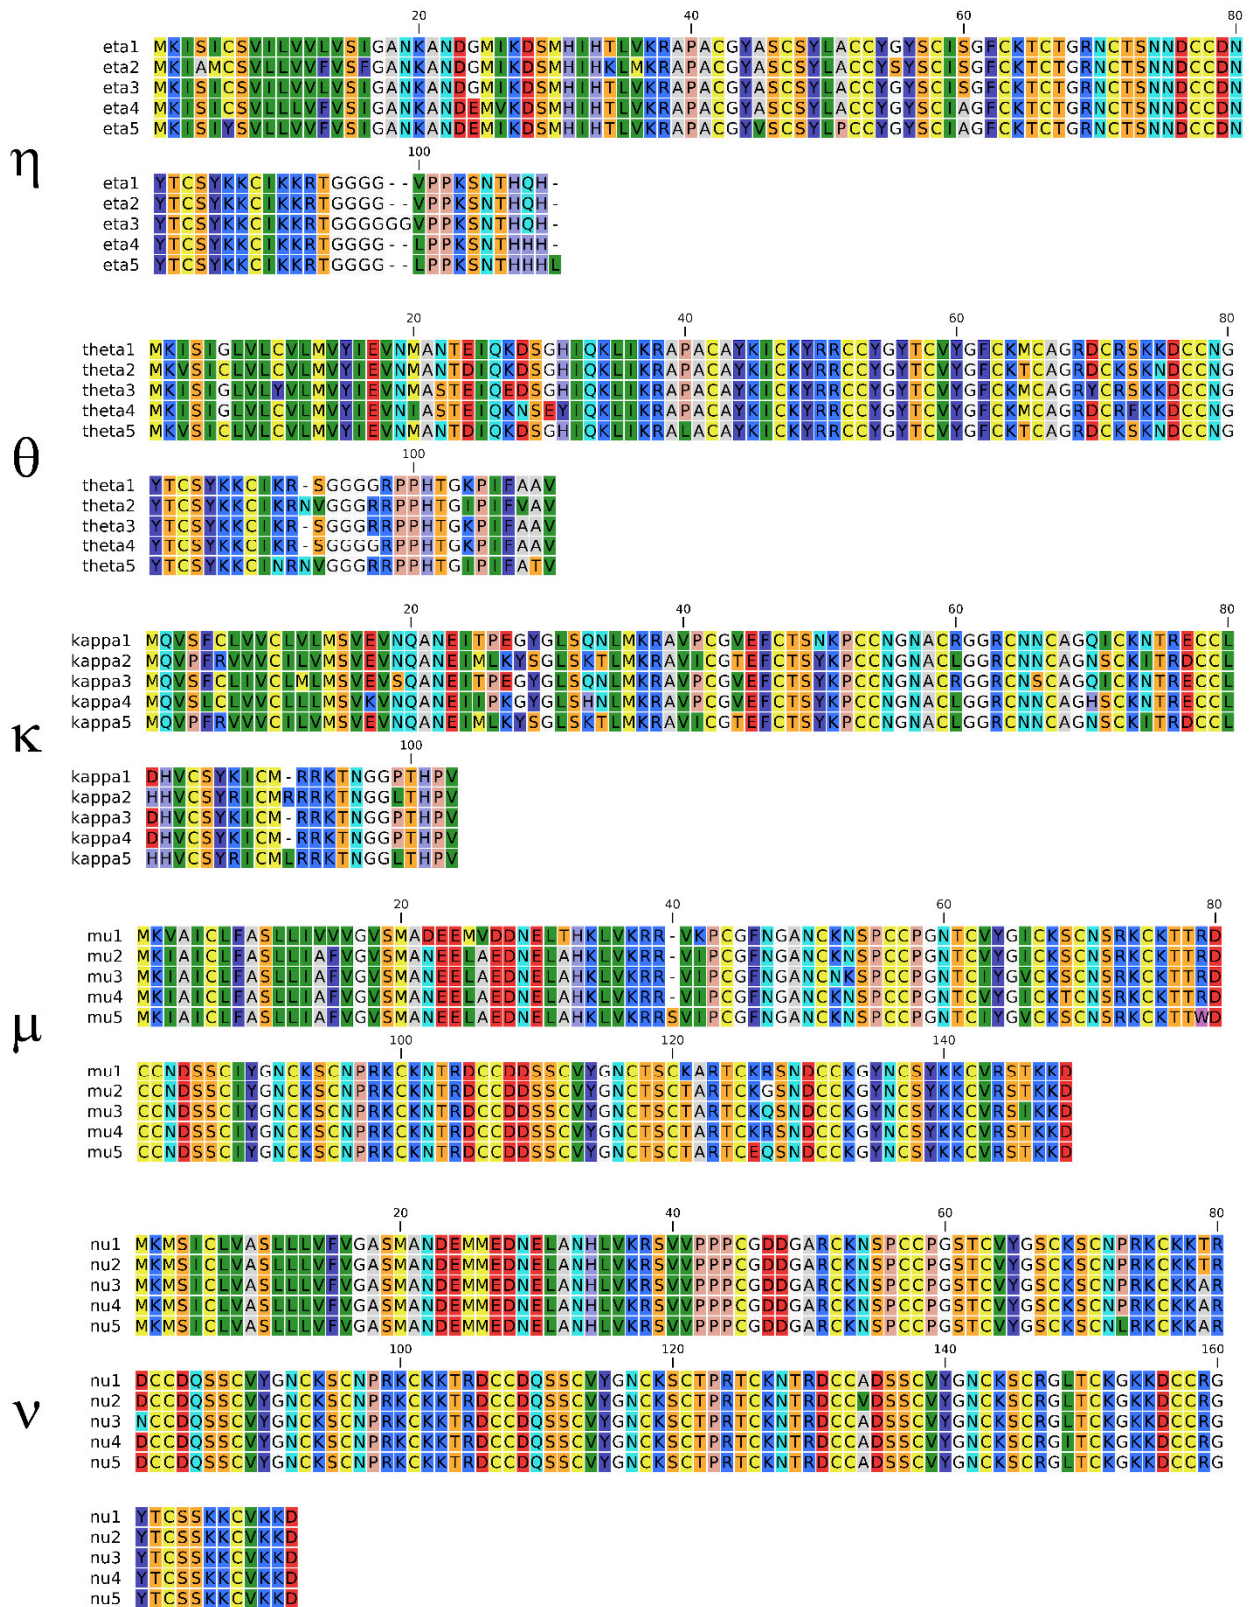 20 40 60 80
eta1 MKISICSVILVVLVSIGANKANDGMIKDSMHIHTLVKRAPACGYASCSYLACCYGYSCISGFCKTCTGRNCTSNNDCCDN
eta2 MKIAMCSVLLVVFVSFGANKANDGMIKDSMHIHKLMKRAPACGYASCSYLACCYSYSCISGFCKTCTGRNCTSNNDCCDN
eta3 MKISICSVILVVLVSIGANKANDGMIKDSMHIHTLVKRAPACGYASCSYLACCYGYSCISGFCKTCTGRNCTSNNDCCDN
eta4 MKISICSVLLLVFVSIGANKANDEMVKDSMHIHTLVKRAPACGYASCSYLACCYGYSCIAGFCKTCTGRNCTSNNDCCDN
eta5 MKISIYSVLLVVFVSIGANKANDEMIKDSMHIHTLVKRAPACGYVSCSYLPCCYGYSCIAGFCKTCTGRNCTSNNDCCDN
η
100
eta1 YTCSYKKCIKKRTGGGG--VPPKSNTHQH-
eta2 YTCSYKKCIKKRTGGGG--VPPKSNTHQH-
eta3 YTCSYKKCIKKRTGGGGGGVPPKSNTHQH-
eta4 YTCSYKKCIKKRTGGGG--LPPKSNTHHH-
eta5 YTCSYKKCIKKRTGGGG--LPPKSNTHHHL
20 40 60 80
theta1 MKISIGLVLCVLMVYIEVNMANTEIQKDSGHIQKLIKRAPACAYKICKYRRCCYGYTCVYGFCKMCAGRDCRSKKDCCNG
theta2 MKVSICLVLCVLMVYIEVNMANTDIQKDSGHIQKLIKRAPACAYKICKYRRCCYGYTCVYGFCKTCAGRDCKSKNDCCNG
theta3 MKISIGLVLYVLMVYIEVNMASTEIQEDSGHIQKLIKRAPACAYKICKYRRCCYGYTCVYGFCKMCAGRYCRSKKDCCNG
theta4 MKISIGLVLCVLMVYIEVNIASTEIQKNSEYIQKLIKRAPACAYKICKYRRCCYGYTCVYGFCKMCAGRDCRFKKDCCNG
theta5 MKVSICLVLCVLMVYIEVNMANTDIQKDSGHIQKLIKRALACAYKICKYRRCCYGYTCVYGFCKTCAGRDCKSKNDCCNG
θ
100
theta1 YTCSYKKCIKR-SGGGGRPPHTGKPIFAAV
theta2 YTCSYKKCIKRNVGGGRRPPHTGIPIFVAV
theta3 YTCSYKKCIKR-SGGGRRPPHTGKPIFAAV
theta4 YTCSYKKCIKR-SGGGGRPPHTGKPIFAAV
theta5 YTCSYKKCINRNVGGGRRPPHTGIPIFATV
20 40 60 80
kappa1 MQVSFCLVVCLVLMSVEVNQANEITPEGYGLSQNLMKRAVPCGVEFCTSNKPCCNGNACRGGRCNNCAGQICKNTRECCL
kappa2 MQVPFRVVVCILVMSVEVNQANEIMLKYSGLSKTLMKRAVICGTEFCTSYKPCCNGNACLGGRCNNCAGNSCKITRDCCL
kappa3 MQVSFCLIVCLMLMSVEVSQANEITPEGYGLSQNLMKRAVPCGVEFCTSYKPCCNGNACRGGRCNSCAGQICKNTRECCL
kappa4 MQVSLCLVVCLLLMSVKVNQANEIIPKGYGLSHNLMKRAVPCGVEFCTSYKPCCNGNACLGGRCNNCAGHSCKNTRECCL
kappa5 MQVPFRVVVCILVMSVEVNQANEIMLKYSGLSKTLMKRAVICGTEFCTSYKPCCNGNACLGGRCNNCAGNSCKITRDCCL
κ
100
kappa1 DHVCSYKICM-RRKTNGGPTHPV
kappa2 HHVCSYRICMRRRKTNGGLTHPV
kappa3 DHVCSYKICM-RRKTNGGPTHPV
kappa4 DHVCSYKICM-RRKTNGGPTHPV
kappa5 HHVCSYRICMLRRKTNGGLTHPV
20 40 60 80
mu1 MKVAICLFASLLIVVVGVSMADEEMVDDNELTHKLVKRR-VKPCGFNGANCKNSPCCPGNTCVYGICKSCNSRKCKTTRD
mu2 MKIAICLFASLLIAFVGVSMANEELAEDNELAHKLVKRR-VIPCGFNGANCKNSPCCPGNTCVYGICKSCNSRKCKTTRD
mu3 MKIAICLFASLLIAFVGVSMANEELAEDNELAHKLVKRR-VIPCGFNGANCNKSPCCPGNTCIYGVCKSCNSRKCKTTRD
mu4 MKIAICLFASLLIAFVGVSMANEELAEDNELAHKLVKRR-VIPCGFNGANCKNSPCCPGNTCVYGICKTCNSRKCKTTRD
mu5 MKIAICLFASLLIAFVGVSMANEELAEDNELAHKLVKRRSVIPCGFNGANCKNSPCCPGNTCIYGVCKSCNSRKCKTTWD
μ
100 120 140
mu1 CCNDSSCIYGNCKSCNPRKCKNTRDCCDDSSCVYGNCTSCKARTCKRSNDCCKGYNCSYKKCVRSTKKD
mu2 CCNDSSCIYGNCKSCNPRKCKNTRDCCDDSSCVYGNCTSCTARTCKGSNDCCKGYNCSYKKCVRSTKKD
mu3 CCNDSSCIYGNCKSCNPRKCKNTRDCCDDSSCVYGNCTSCTARTCKQSNDCCKGYNCSYKKCVRSIKKD
mu4 CCNDSSCIYGNCKSCNPRKCKNTRDCCDDSSCVYGNCTSCTARTCKRSNDCCKGYNCSYKKCVRSTKKD
mu5 CCNDSSCIYGNCKSCNPRKCKNTRDCCDDSSCVYGNCTSCTARTCEQSNDCCKGYNCSYKKCVRSTKKD
20 40 60 80
nu1 MKMSICLVASLLLVFVGASMANDEMMEDNELANHLVKRSVVPPPCGDDGARCKNSPCCPGSTCVYGSCKSCNPRKCKKTR
nu2 MKMSICLVASLLLVFVGASMANDEMMEDNELANHLVKRSVVPPPCGDDGARCKNSPCCPGSTCVYGSCKSCNPRKCKKTR
nu3 MKMSICLVASLLLVFVGASMANDEMMEDNELANHLVKRSVVPPPCGDDGARCKNSPCCPGSTCVYGSCKSCNPRKCKKAR
nu4 MKMSICLVASLLLVFVGASMANDEMMEDNELANHLVKRSVVPPPCGDDGARCKNSPCCPGSTCVYGSCKSCNPRKCKKAR
nu5 MKMSICLVASLLLVFVGASMANDEMMEDNELANHLVKRSVVPPPCGDDGARCKNSPCCPGSTCVYGSCKSCNLRKCKKAR
100 120 140 160
nu1 DCCDQSSCVYGNCKSCNPRKCKKTRDCCDQSSCVYGNCKSCTPRTCKNTRDCCADSSCVYGNCKSCRGLTCKGKKDCCRG
nu2 DCCDQSSCVYGNCKSCNPRKCKKTRDCCDQSSCVYGNCKSCTPRTCKNTRDCCVDSSCVYGNCKSCRGLTCKGKKDCCRG
nu3 NCCDQSSCVYGNCKSCNPRKCKKTRDCCDQSSCVYGNCKSCTPRTCKNTRDCCADSSCVYGNCKSCRGLTCKGKKDCCRG
nu4 DCCDQSSCVYGNCKSCNPRKCKKTRDCCDQSSCVYGNCKSCTPRTCKNTRDCCADSSCVYGNCKSCRGITCKGKKDCCRG
nu5 DCCDQSSCVYGNCKSCNPRKCKKTRDCCDQSSCVYGNCKSCTPRTCKNTRDCCADSSCVYGNCKSCRGLTCKGKKDCCRG
ν
nu1 YTCSSKKCVKKD
nu2 YTCSSKKCVKKD
nu3 YTCSSKKCVKKD
nu4 YTCSSKKCVKKD
nu5 YTCSSKKCVKKD